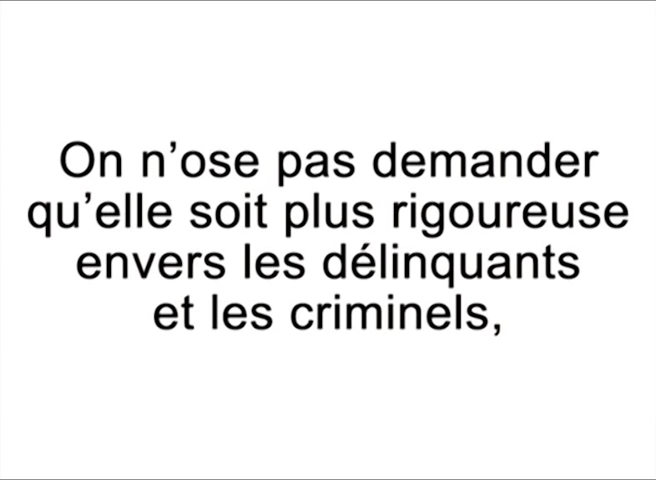 On n’ose pas demander
qu’elle soit plus rigoureuse
envers les délinquants
et les criminels,